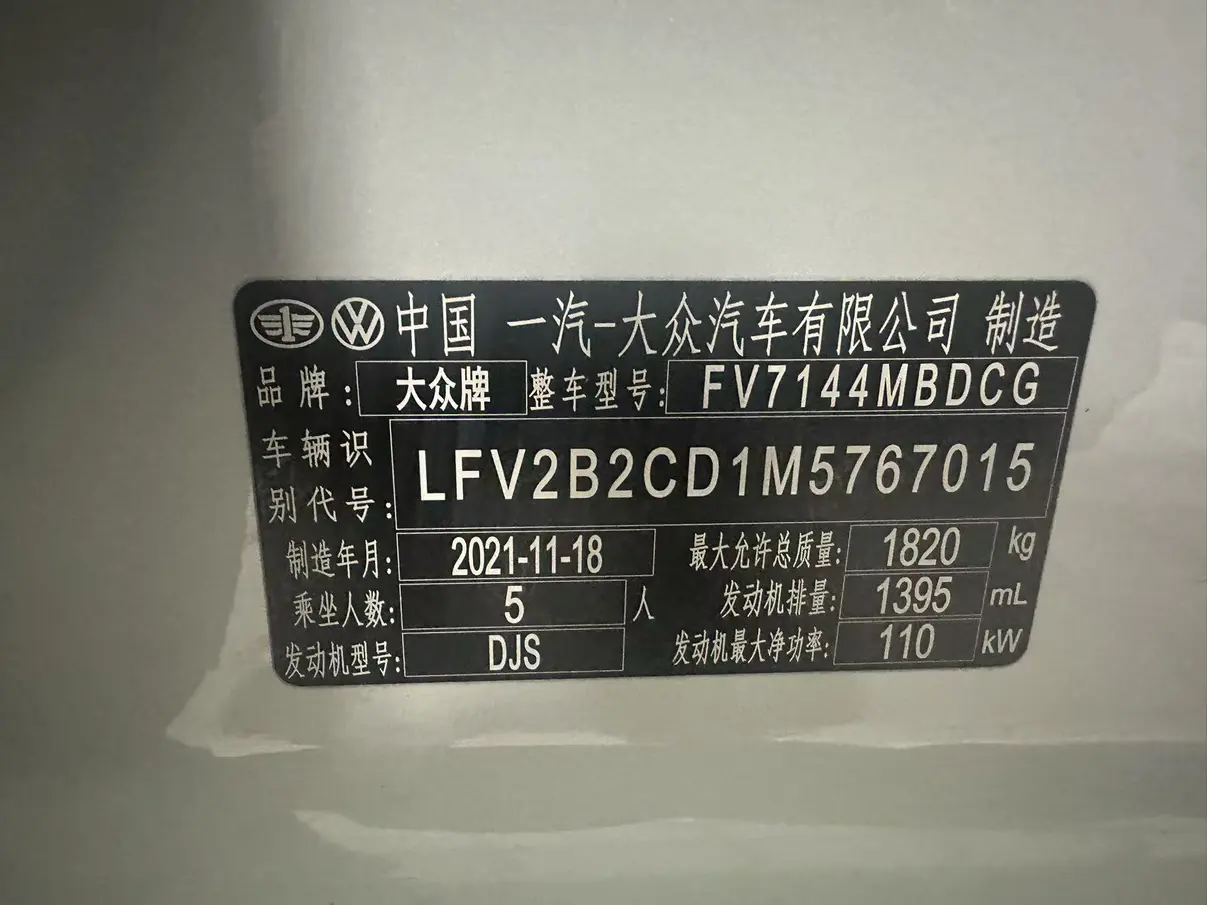 中国 一汽-大众汽车有限公司 制造
品牌: 大众牌 整车型号: FV7144MBDCG
车辆识别代号: LFV2B2CD1M5767015
制造年月: 2021-11-18 最大允许总质量: 1820 kg
乘坐人数: 5 人 发动机排量: 1395 mL
发动机型号: DJS 发动机最大净功率: 110 kW